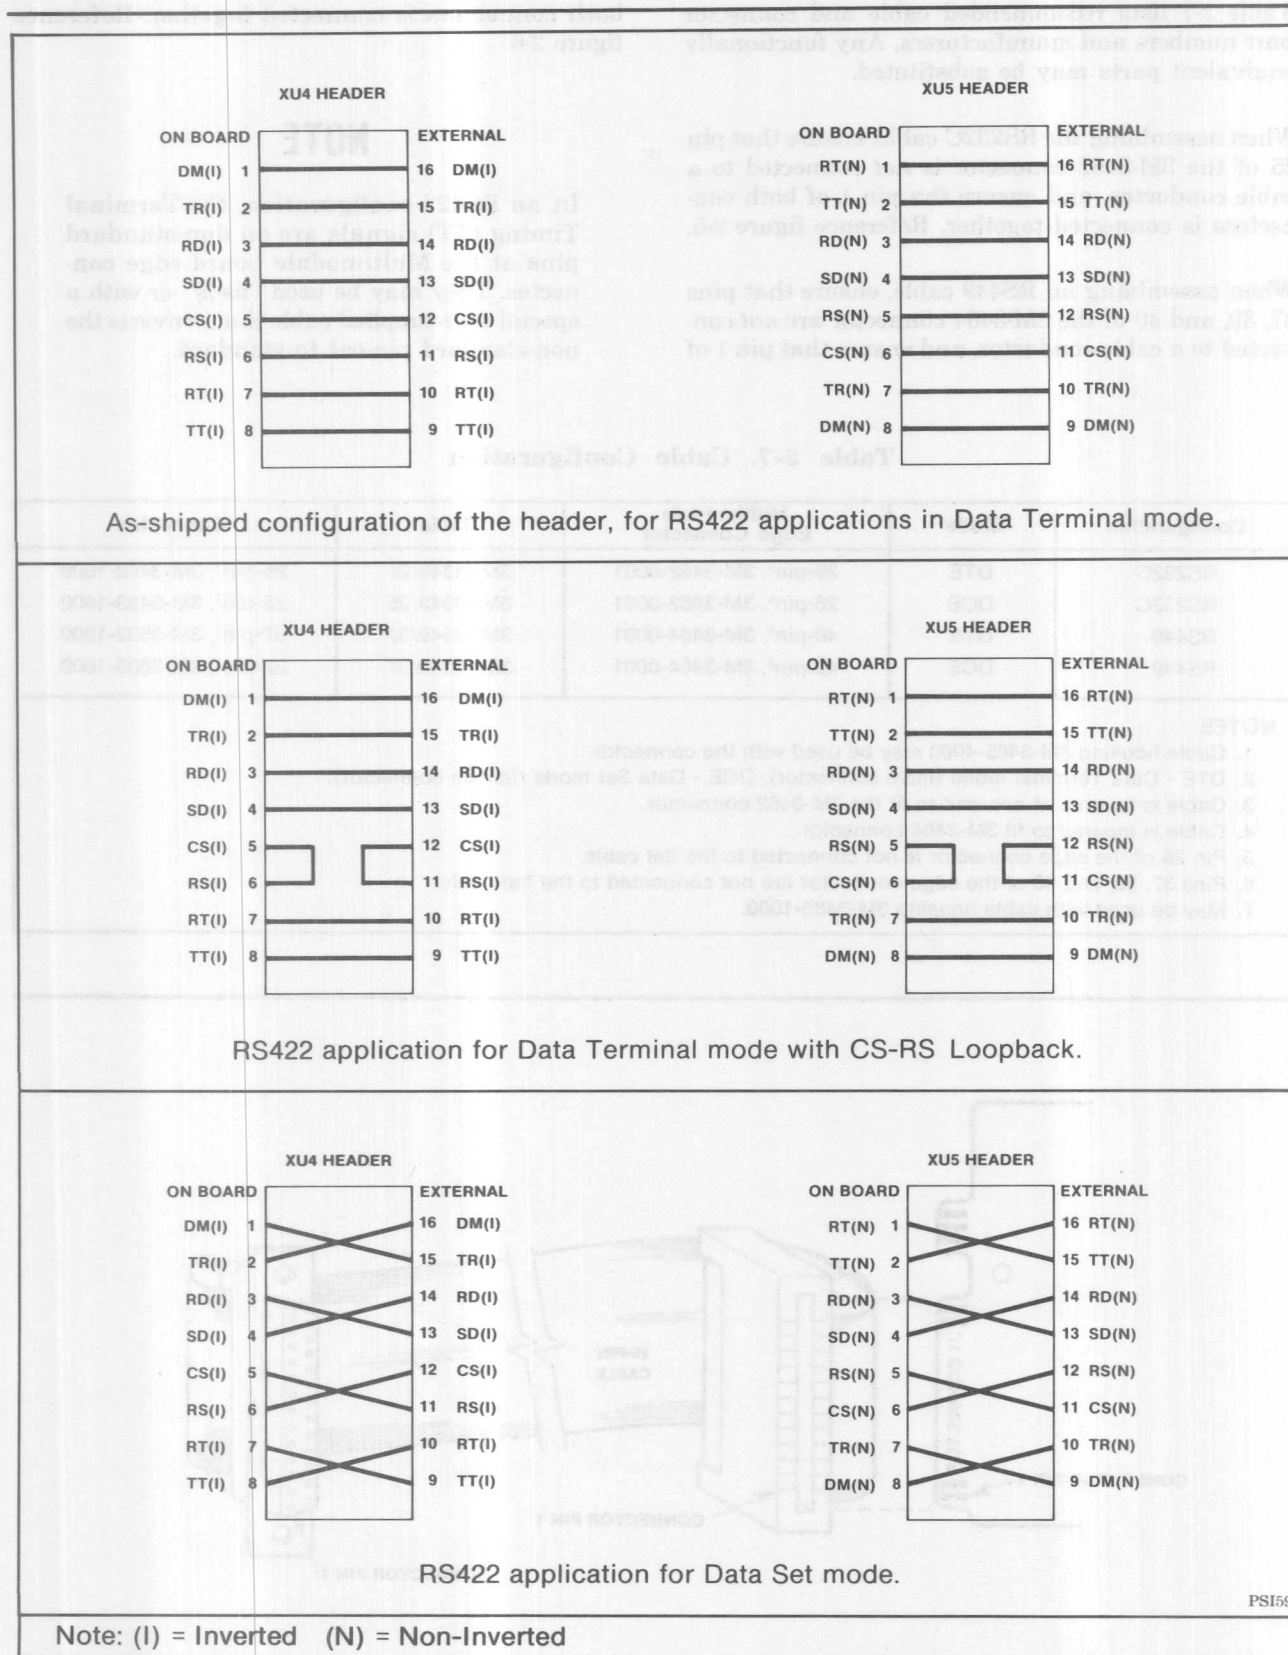 XU4 HEADER
ON BOARD EXTERNAL
DM(I) 1 16 DM(I)
TR(I) 2 15 TR(I)
RD(I) 3 14 RD(I)
SD(I) 4 13 SD(I)
CS(I) 5 12 CS(I)
RS(I) 6 11 RS(I)
RT(I) 7 10 RT(I)
TT(I) 8 9 TT(I)
XU5 HEADER
ON BOARD EXTERNAL
RT(N) 1 16 RT(N)
TT(N) 2 15 TT(N)
RD(N) 3 14 RD(N)
SD(N) 4 13 SD(N)
RS(N) 5 12 RS(N)
CS(N) 6 11 CS(N)
TR(N) 7 10 TR(N)
DM(N) 8 9 DM(N)
As-shipped configuration of the header, for RS422 applications in Data Terminal mode.
XU4 HEADER
ON BOARD EXTERNAL
DM(I) 1 16 DM(I)
TR(I) 2 15 TR(I)
RD(I) 3 14 RD(I)
SD(I) 4 13 SD(I)
CS(I) 5 12 CS(I)
RS(I) 6 11 RS(I)
RT(I) 7 10 RT(I)
TT(I) 8 9 TT(I)
XU5 HEADER
ON BOARD EXTERNAL
RT(N) 1 16 RT(N)
TT(N) 2 15 TT(N)
RD(N) 3 14 RD(N)
SD(N) 4 13 SD(N)
RS(N) 5 12 RS(N)
CS(N) 6 11 CS(N)
TR(N) 7 10 TR(N)
DM(N) 8 9 DM(N)
RS422 application for Data Terminal mode with CS-RS Loopback.
XU4 HEADER
ON BOARD EXTERNAL
DM(I) 1 16 DM(I)
TR(I) 2 15 TR(I)
RD(I) 3 14 RD(I)
SD(I) 4 13 SD(I)
CS(I) 5 12 CS(I)
RS(I) 6 11 RS(I)
RT(I) 7 10 RT(I)
TT(I) 8 9 TT(I)
XU5 HEADER
ON BOARD EXTERNAL
RT(N) 1 16 RT(N)
TT(N) 2 15 TT(N)
RD(N) 3 14 RD(N)
SD(N) 4 13 SD(N)
RS(N) 5 12 RS(N)
CS(N) 6 11 CS(N)
TR(N) 7 10 TR(N)
DM(N) 8 9 DM(N)
RS422 application for Data Set mode.
PSI59
Note: (I) = Inverted (N) = Non-Inverted